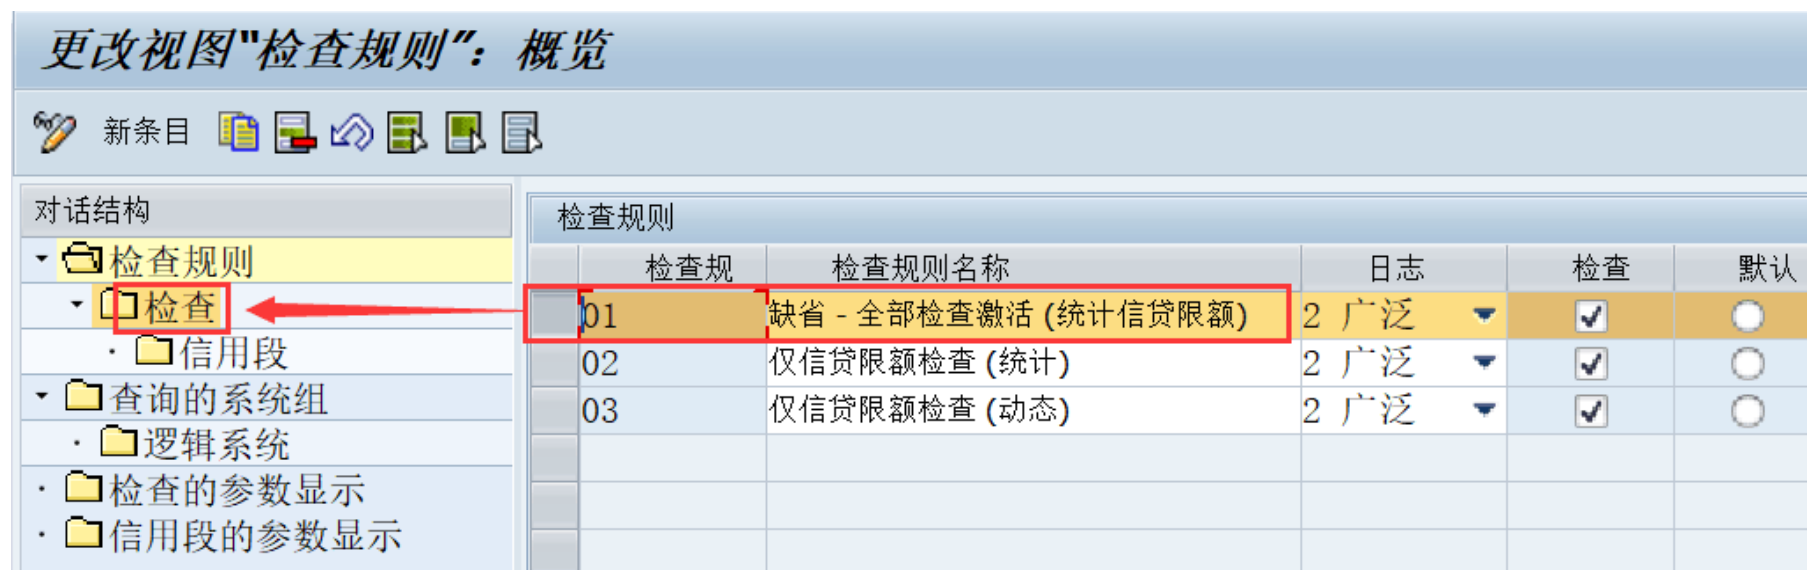 更改视图"检查规则"：概览
新条目
对话结构
检查规则
检查
信用段
查询的系统组
逻辑系统
检查的参数显示
信用段的参数显示
检查规则
检查规 检查规则名称 日志 检查 默认
01 缺省 - 全部检查激活 (统计信贷限额) 2 广泛
02 仅信贷限额检查 (统计) 2 广泛
03 仅信贷限额检查 (动态) 2 广泛